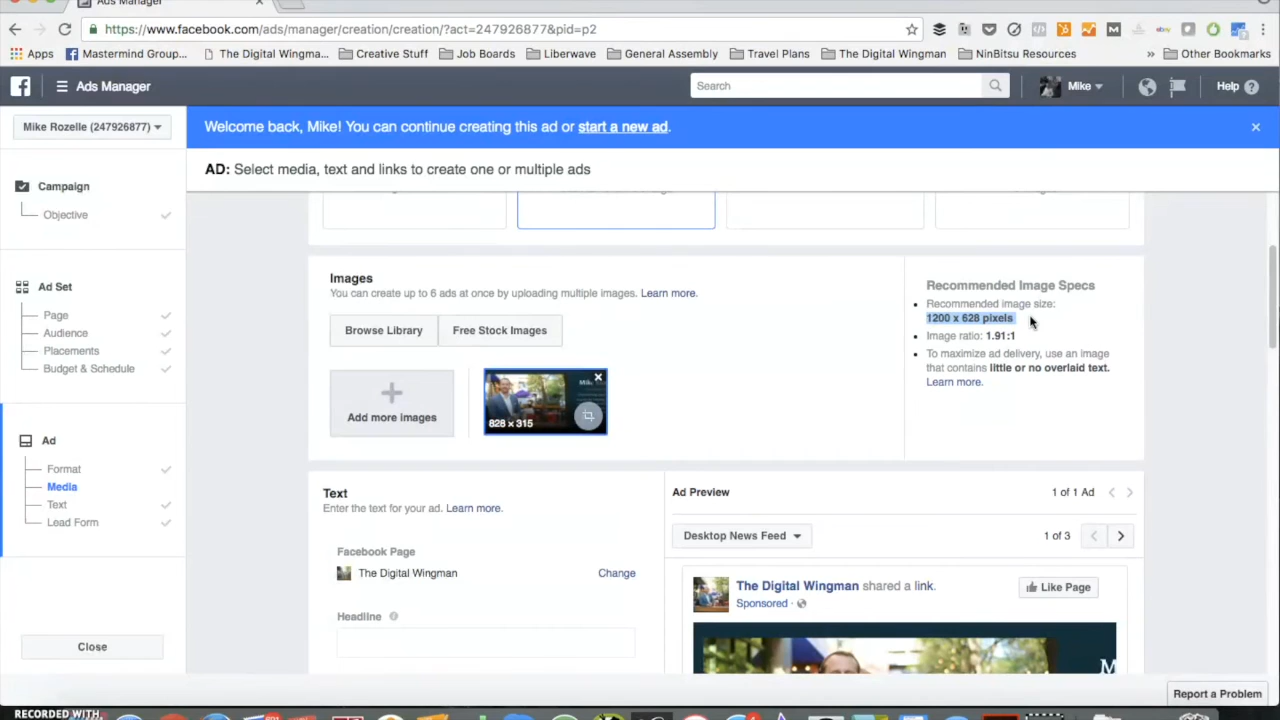 Ads Manager
https://www.facebook.com/ads/manager/creation/creation/?act=247926877&pid=p2
Apps
Mastermind Group...
The Digital Wingma...
Creative Stuff
Job Boards
Liberwave
General Assembly
Travel Plans
The Digital Wingman
NinBitsu Resources
» Other Bookmarks
Ads Manager
Search
Mike
Help
Mike Rozelle (247926877)
Welcome back, Mike! You can continue creating this ad or start a new ad.
AD: Select media, text and links to create one or multiple ads
Campaign
Objective
Ad Set
Page
Audience
Placements
Budget & Schedule
Ad
Format
Media
Text
Lead Form
Close
Images
You can create up to 6 ads at once by uploading multiple images. Learn more.
Browse Library
Free Stock Images
Add more images
828 × 315
Recommended Image Specs
• Recommended image size:
1200 x 628 pixels
• Image ratio: 1.91:1
• To maximize ad delivery, use an image
that contains little or no overlaid text.
Learn more.
Text
Enter the text for your ad. Learn more.
Facebook Page
The Digital Wingman
Change
Headline
Ad Preview
1 of 1 Ad
Desktop News Feed
1 of 3
The Digital Wingman shared a link.
Sponsored ·
Like Page
M
Report a Problem
RECORDED WITH